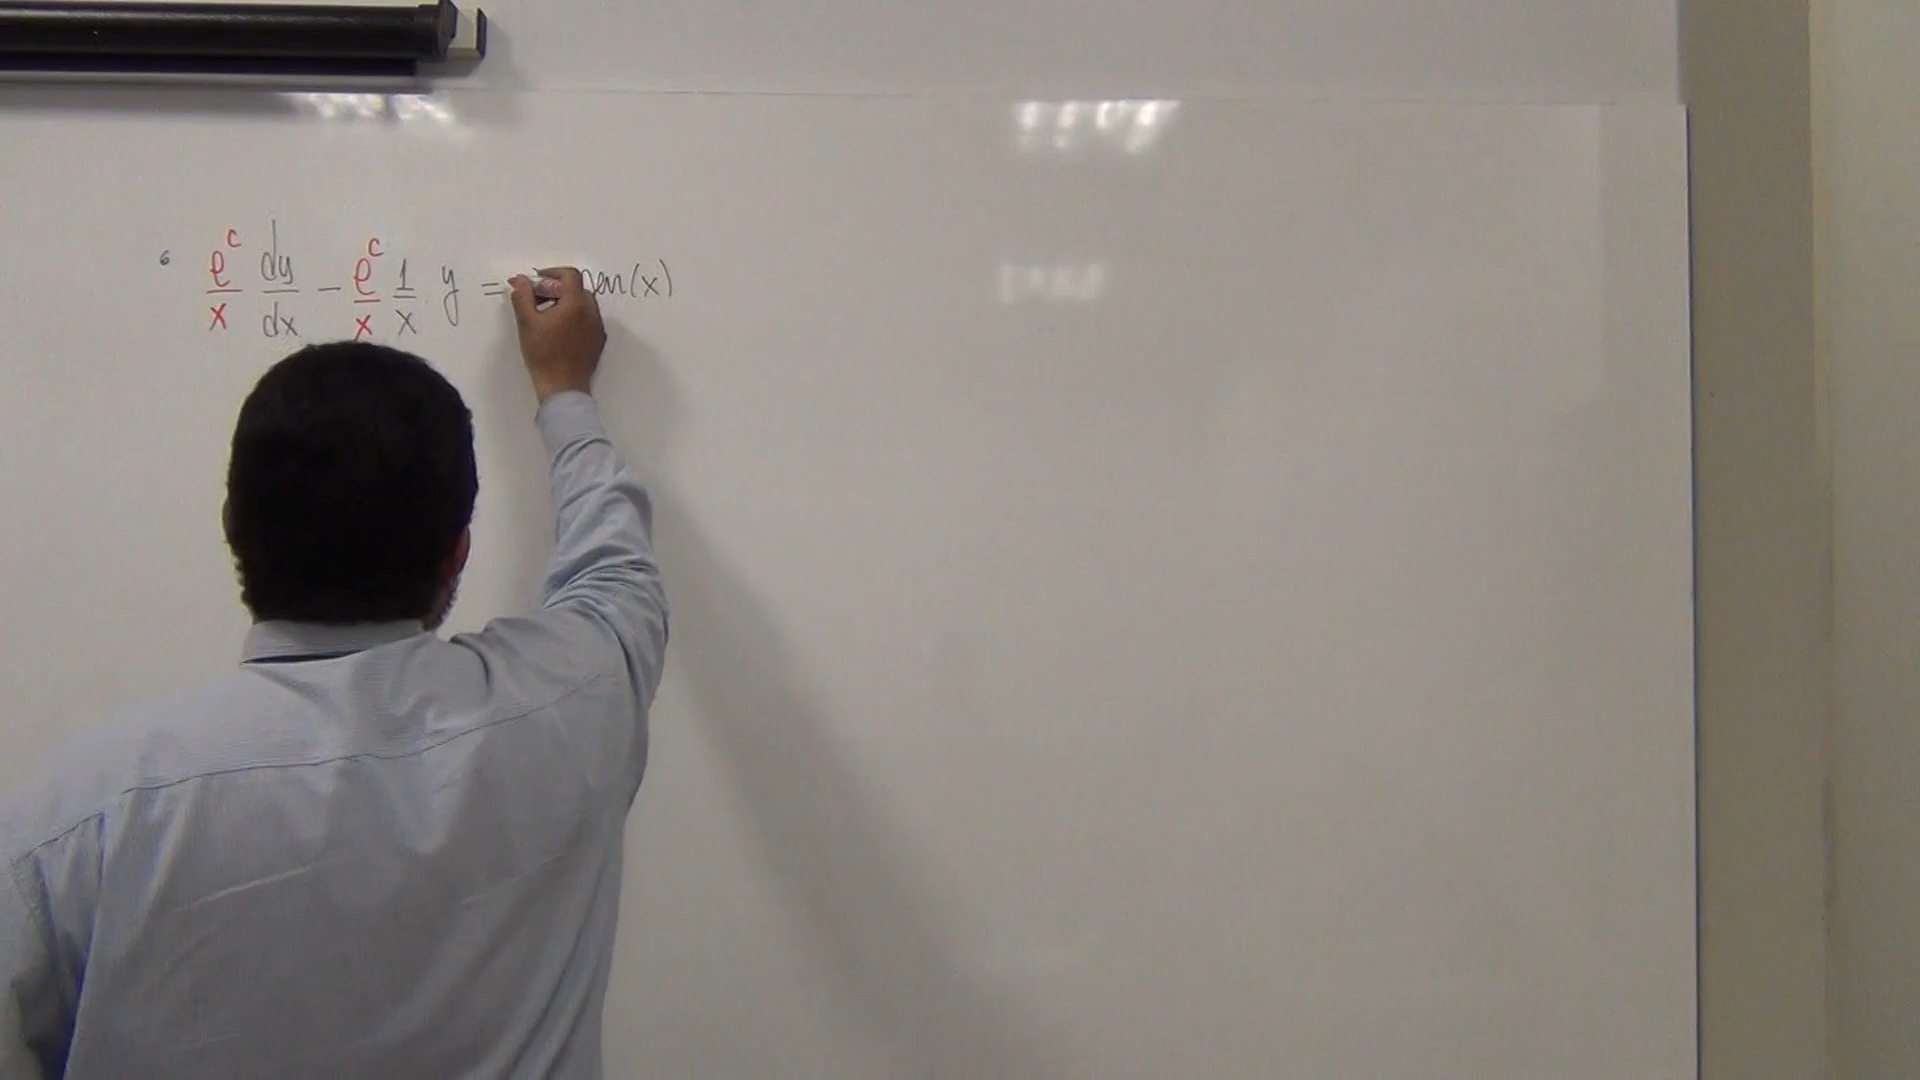 6 e^c/x dy/dx - e^c/x 1/x y = sen(x)